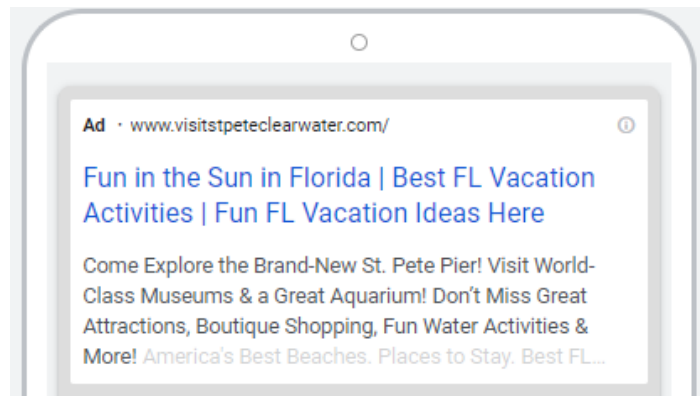 Ad · www.visitstpeteclearwater.com/
Fun in the Sun in Florida | Best FL Vacation
Activities | Fun FL Vacation Ideas Here
Come Explore the Brand-New St. Pete Pier! Visit World-
Class Museums & a Great Aquarium! Don't Miss Great
Attractions, Boutique Shopping, Fun Water Activities &
More! America's Best Beaches. Places to Stay. Best FL...